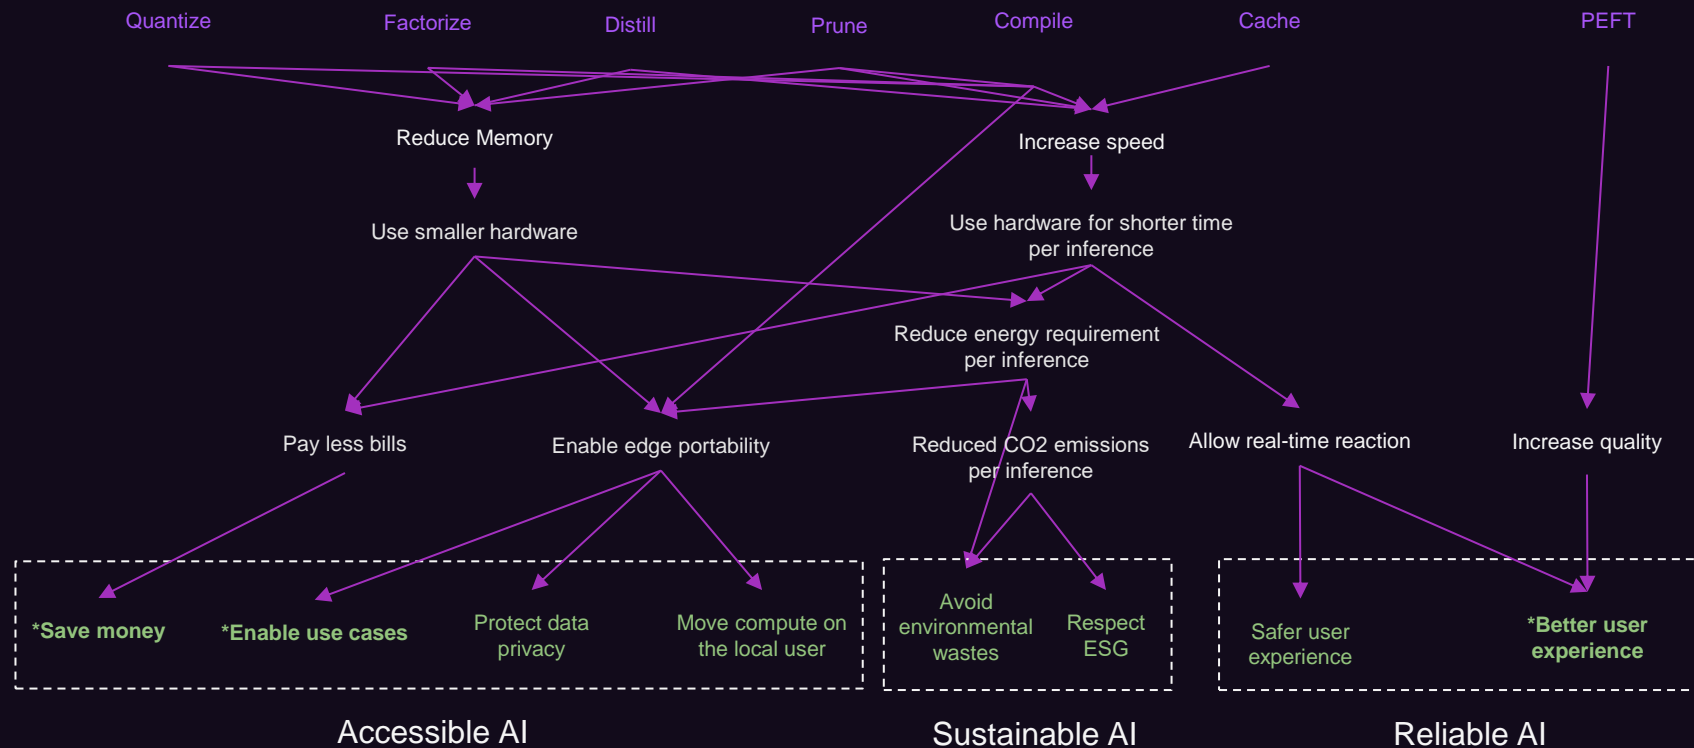 Quantize
Factorize
Distill
Prune
Compile
Cache
PEFT
Reduce Memory
Increase speed
Use smaller hardware
Use hardware for shorter time
per inference
Reduce energy requirement
per inference
Pay less bills
Enable edge portability
Reduced CO2 emissions
per inference
Allow real-time reaction
Increase quality
*Save money
*Enable use cases
Protect data
privacy
Move compute on
the local user
Avoid
environmental
wastes
Respect
ESG
Safer user
experience
*Better user
experience
Accessible AI
Sustainable AI
Reliable AI